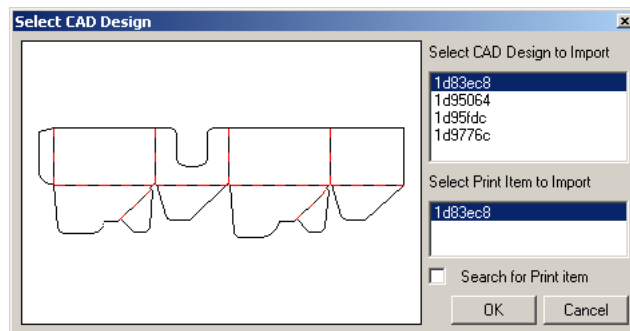 Select CAD Design
Select CAD Design to Import
1d83ec8
1d95064
1d95fdc
1d9776c
Select Print Item to Import
1d83ec8
Search for Print item
OK
Cancel